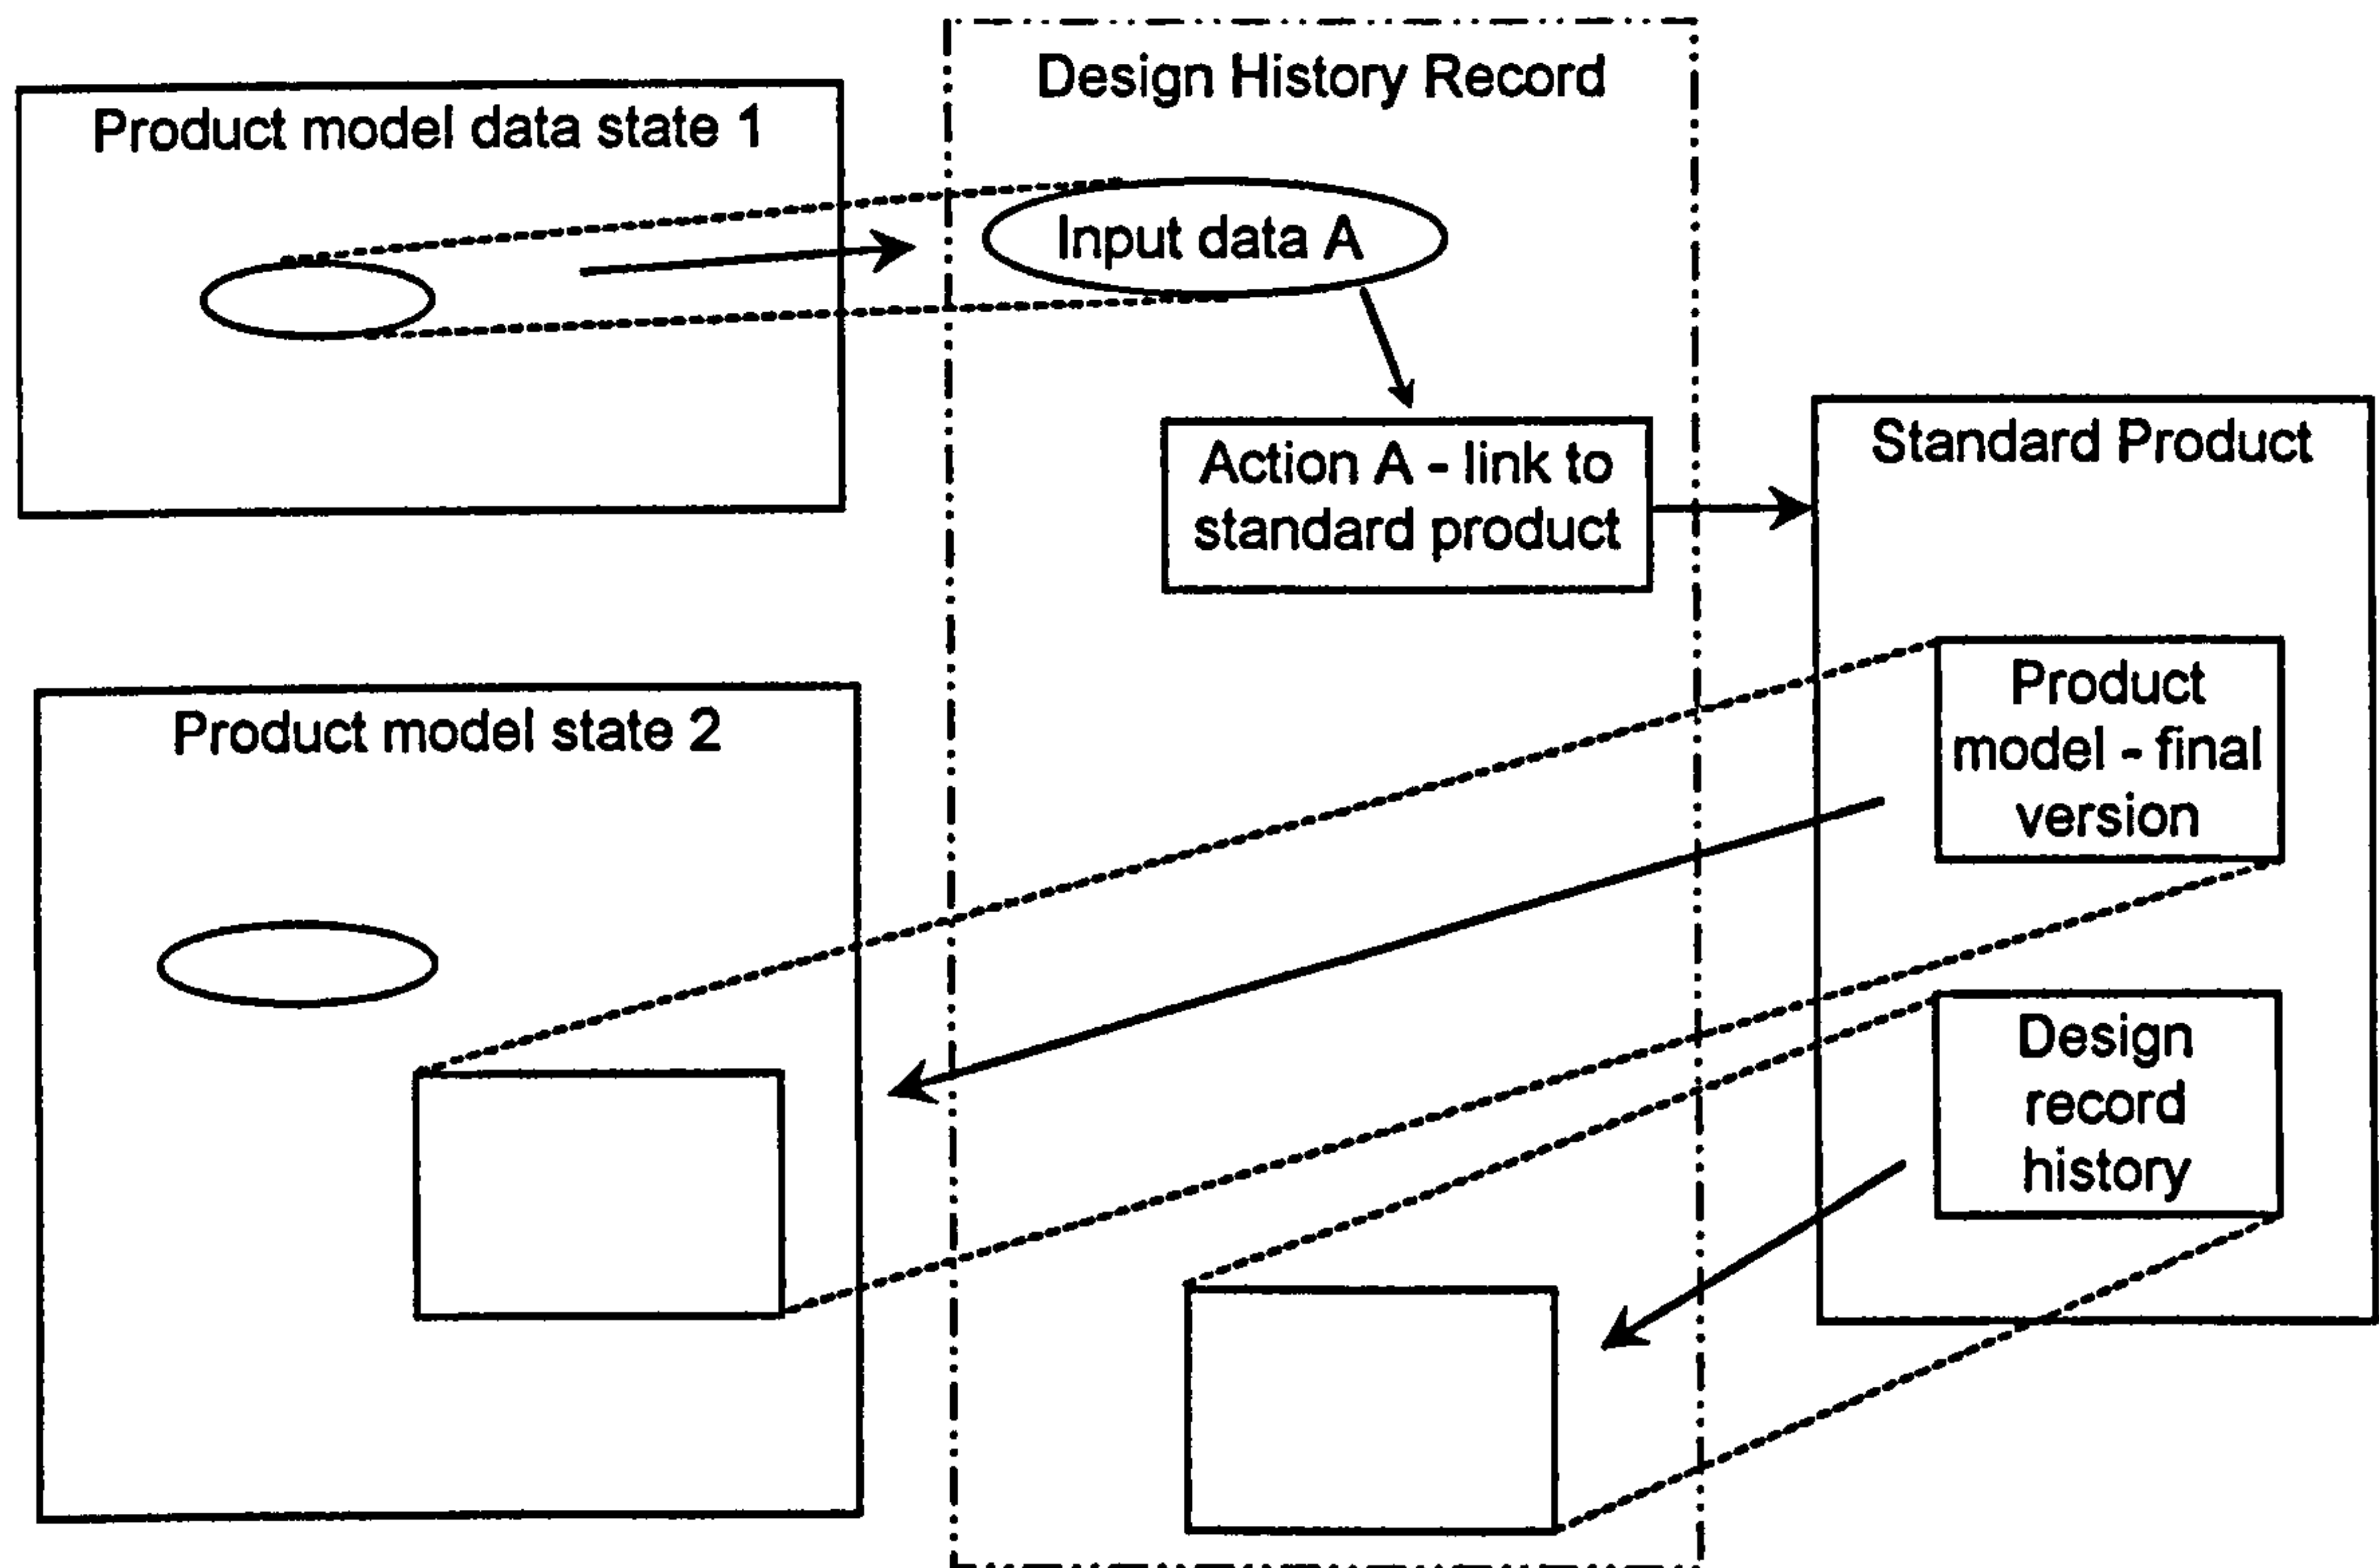 Design History Record
Product model data state 1
Input data A
Action A - link to
standard product
Standard Product
Product
model - final
version
Product model state 2
Design
record
history